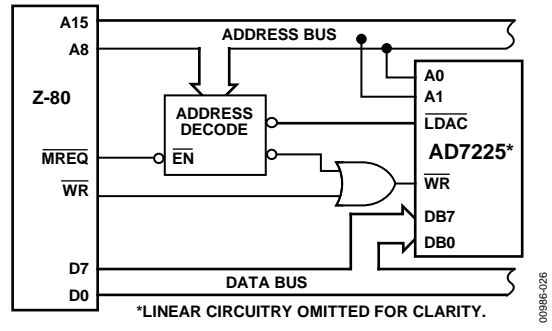 A15
ADDRESS BUS
A8
Z-80
A0
A1
ADDRESS
DECODE
LDAC
AD7225*
MREQ
EN
WR
WR
DB7
DB0
D7
DATA BUS
D0
*LINEAR CIRCUITRY OMITTED FOR CLARITY.
00986-026